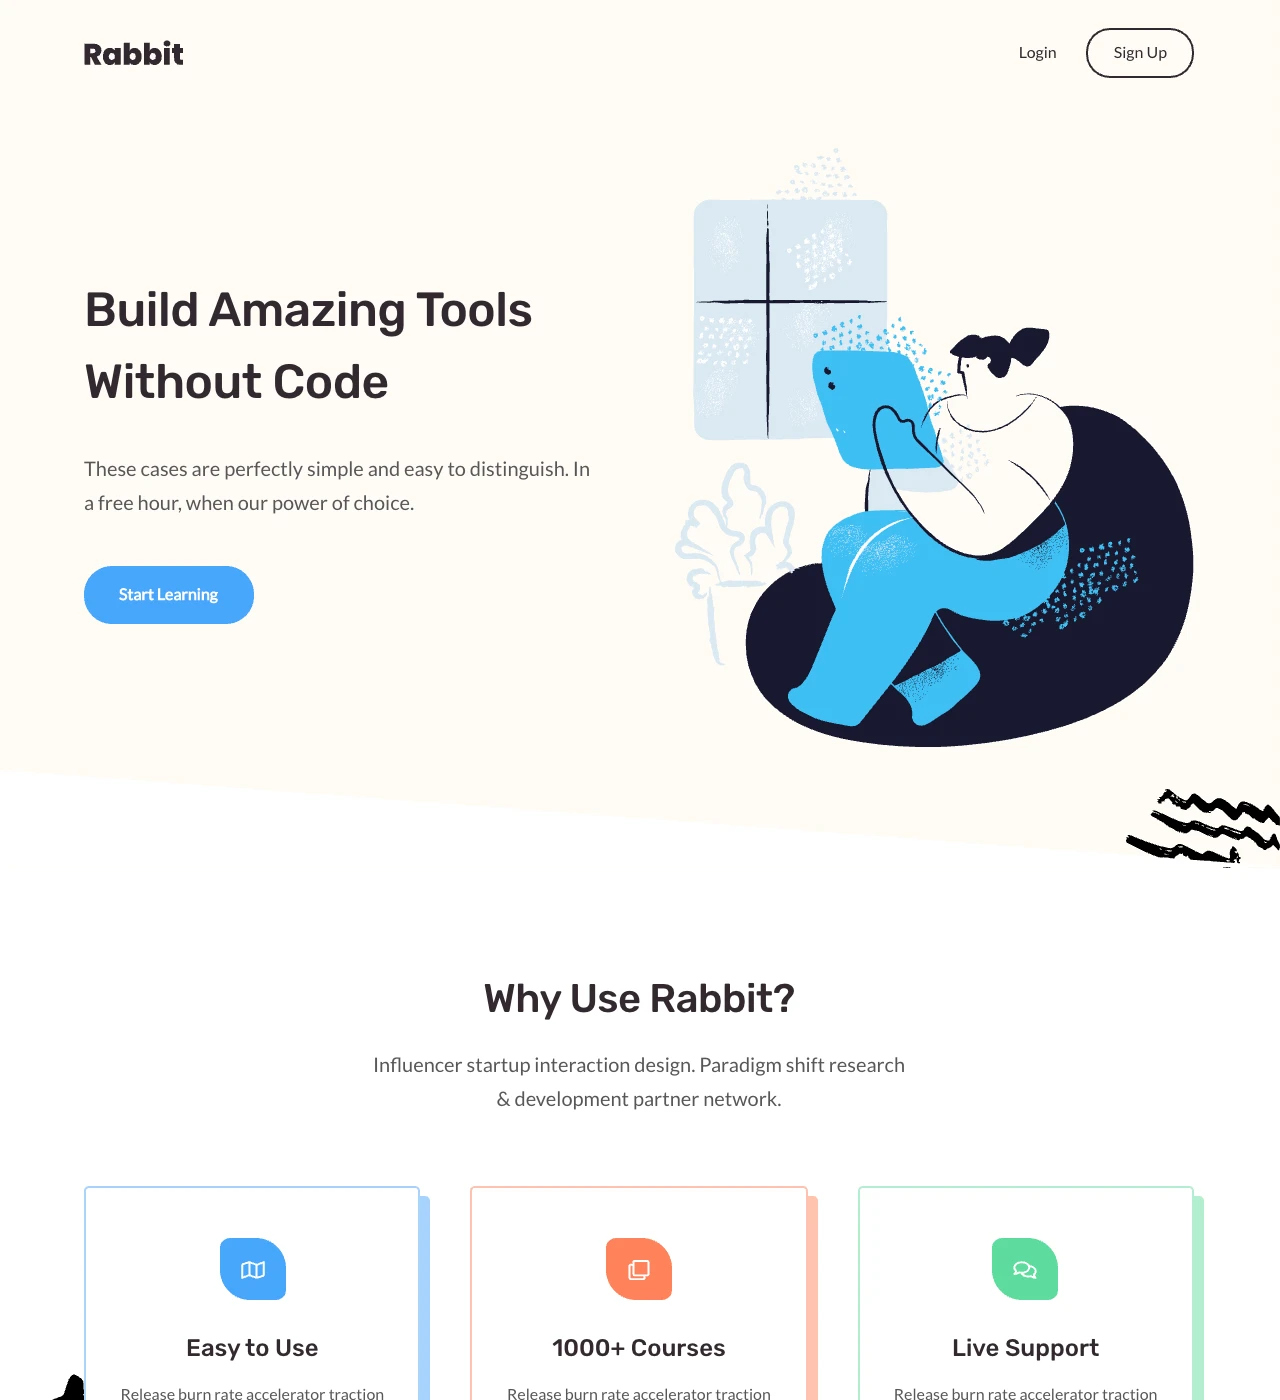 Rabbit
Login
Sign Up
Build Amazing Tools
Without Code
These cases are perfectly simple and easy to distinguish. In
a free hour, when our power of choice.
Start Learning
Why Use Rabbit?
Influencer startup interaction design. Paradigm shift research
& development partner network.
Easy to Use
1000+ Courses
Live Support
Release burn rate accelerator traction
Release burn rate accelerator traction
Release burn rate accelerator traction